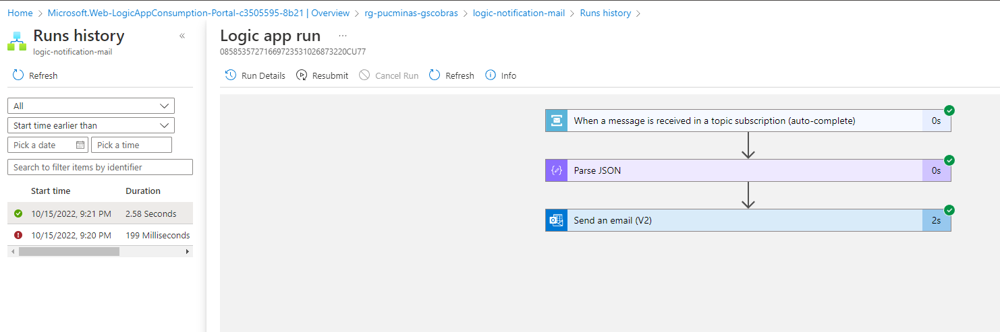 Home > Microsoft.Web-LogicAppConsumption-Portal-c3505595-8b21 | Overview > rg-pucminas-gscobras > logic-notification-mail > Runs history >
Runs history «
logic-notification-mail
Refresh
All
Start time earlier than
Pick a date Pick a time
Search to filter items by identifier
Start time Duration
10/15/2022, 9:21 PM 2.58 Seconds
10/15/2022, 9:20 PM 199 Milliseconds
Logic app run ...
08585357271669723531026873220CU77
Run Details Resubmit Cancel Run Refresh Info
When a message is received in a topic subscription (auto-complete) 0s
Parse JSON 0s
Send an email (V2) 2s